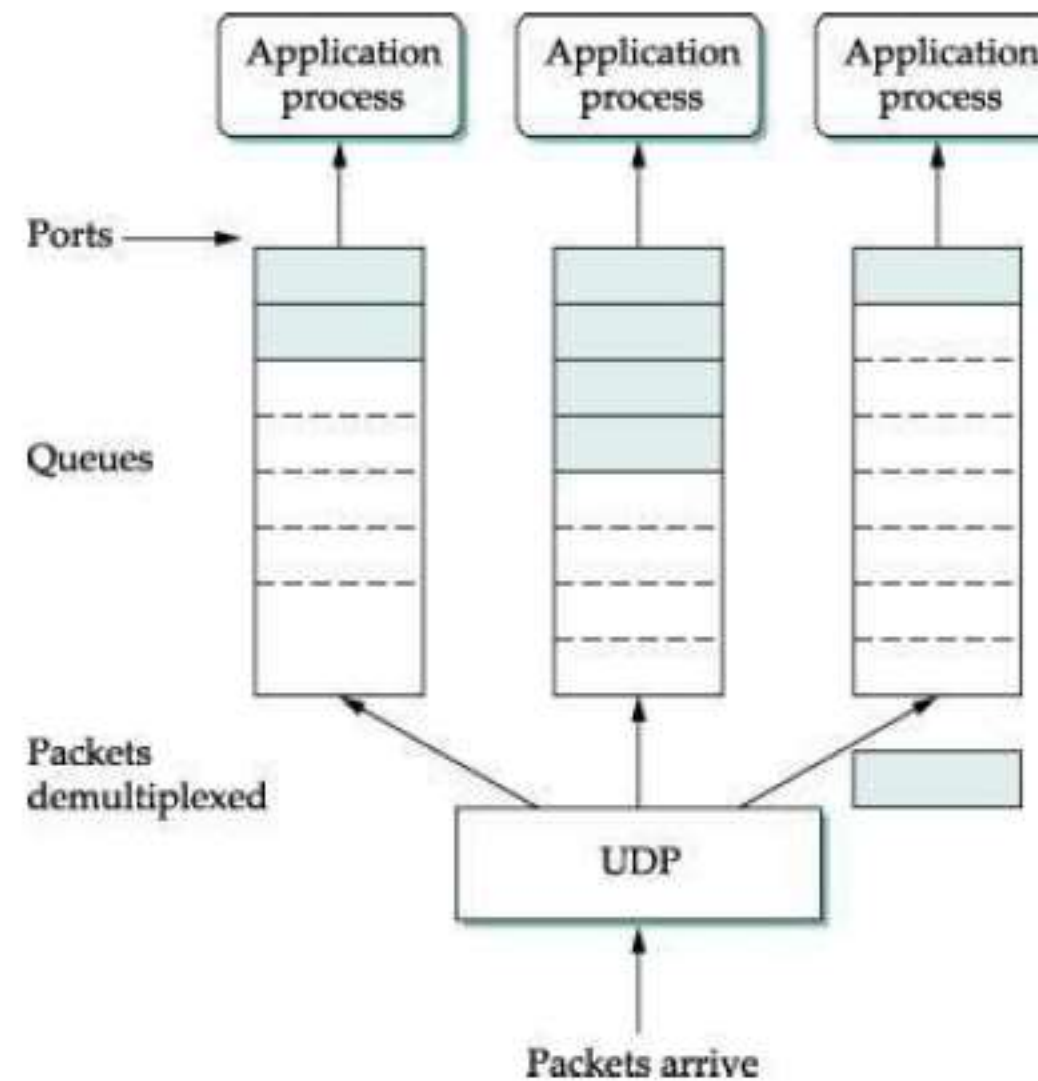 Application
process
Application
process
Application
process
Ports
Queues
Packets
demultiplexed
UDP
Packets arrive